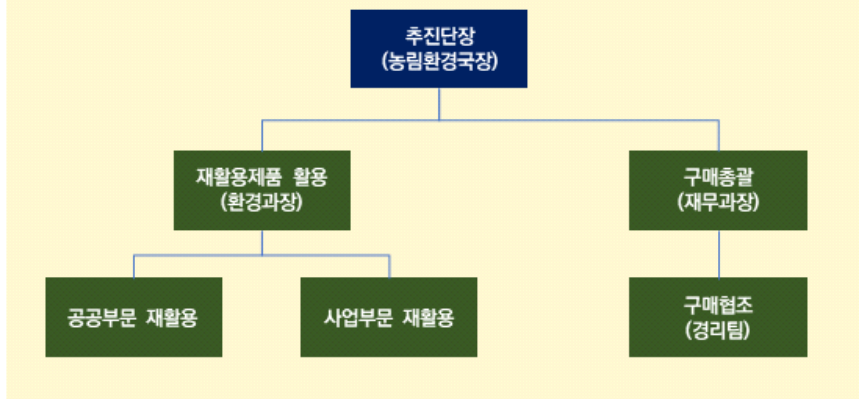 추진단장
(농림환경국장)
재활용제품 활용
(환경과장)
구매총괄
(재무과장)
공공부문 재활용
사업부문 재활용
구매협조
(경리팀)